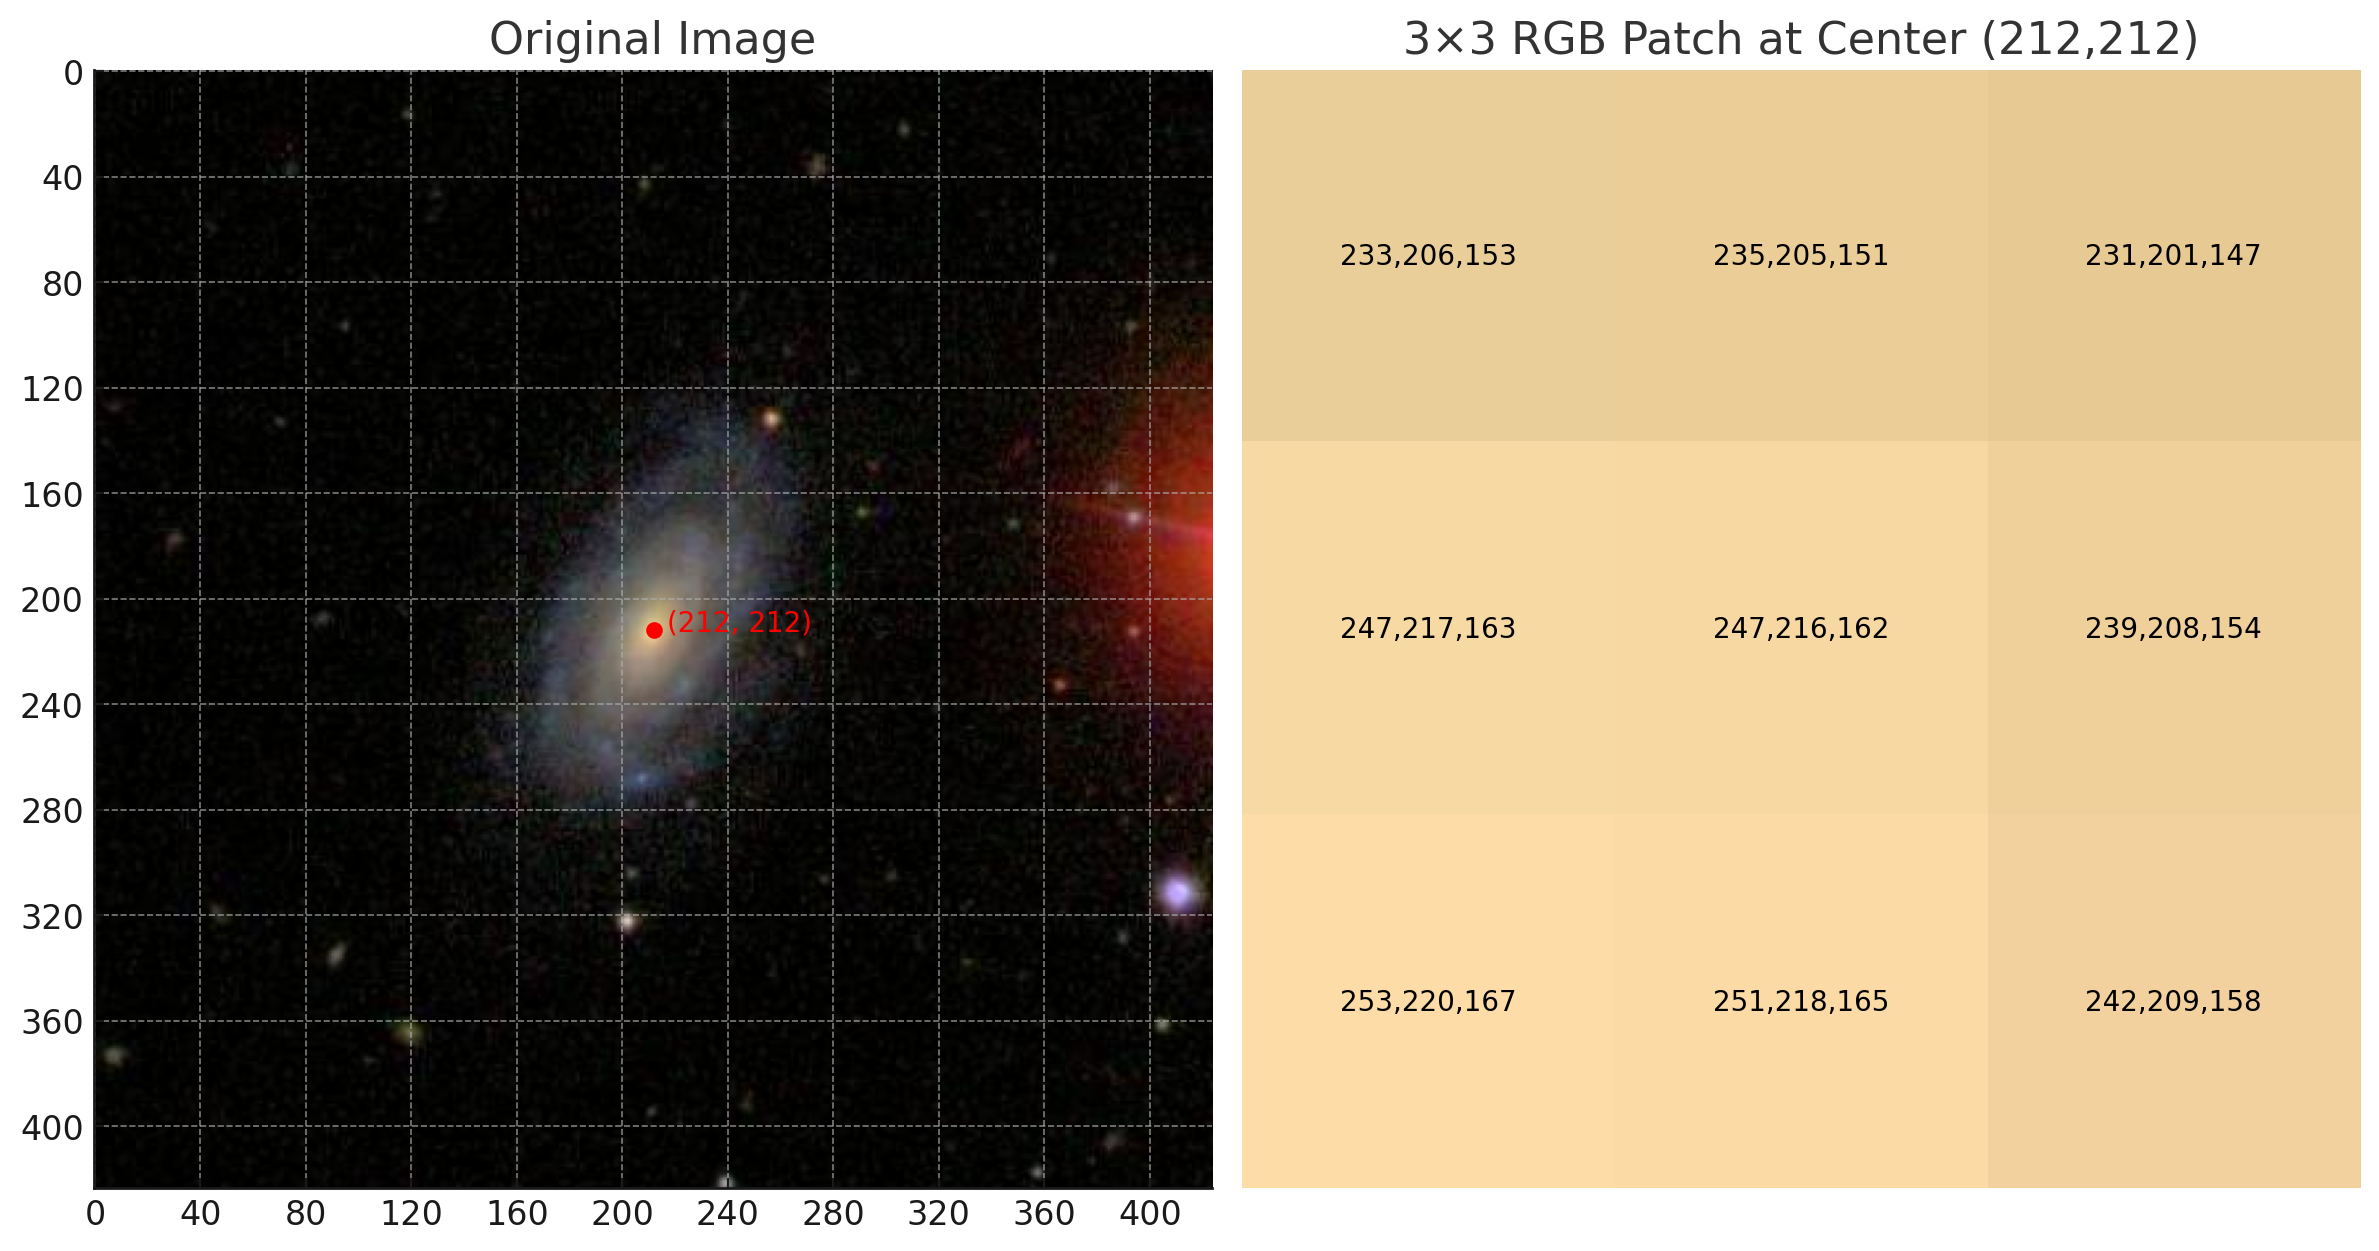 Original Image
0
40
80
120
160
200
240
280
320
360
400
0 40 80 120 160 200 240 280 320 360 400
(212, 212)
3×3 RGB Patch at Center (212,212)
233,206,153 235,205,151 231,201,147
247,217,163 247,216,162 239,208,154
253,220,167 251,218,165 242,209,158